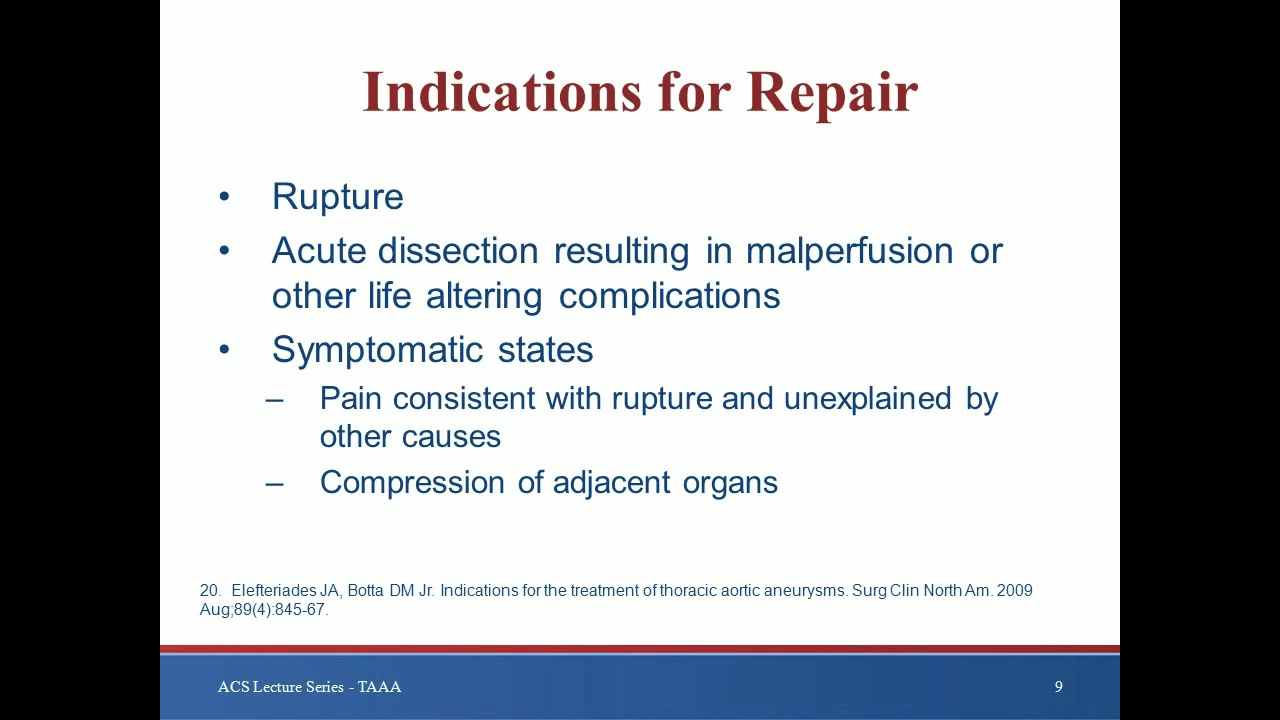 Indications for Repair
• Rupture
• Acute dissection resulting in malperfusion or
other life altering complications
• Symptomatic states
– Pain consistent with rupture and unexplained by
other causes
– Compression of adjacent organs
20. Elefteriades JA, Botta DM Jr. Indications for the treatment of thoracic aortic aneurysms. Surg Clin North Am. 2009
Aug;89(4):845-67.
ACS Lecture Series - TAAA
9